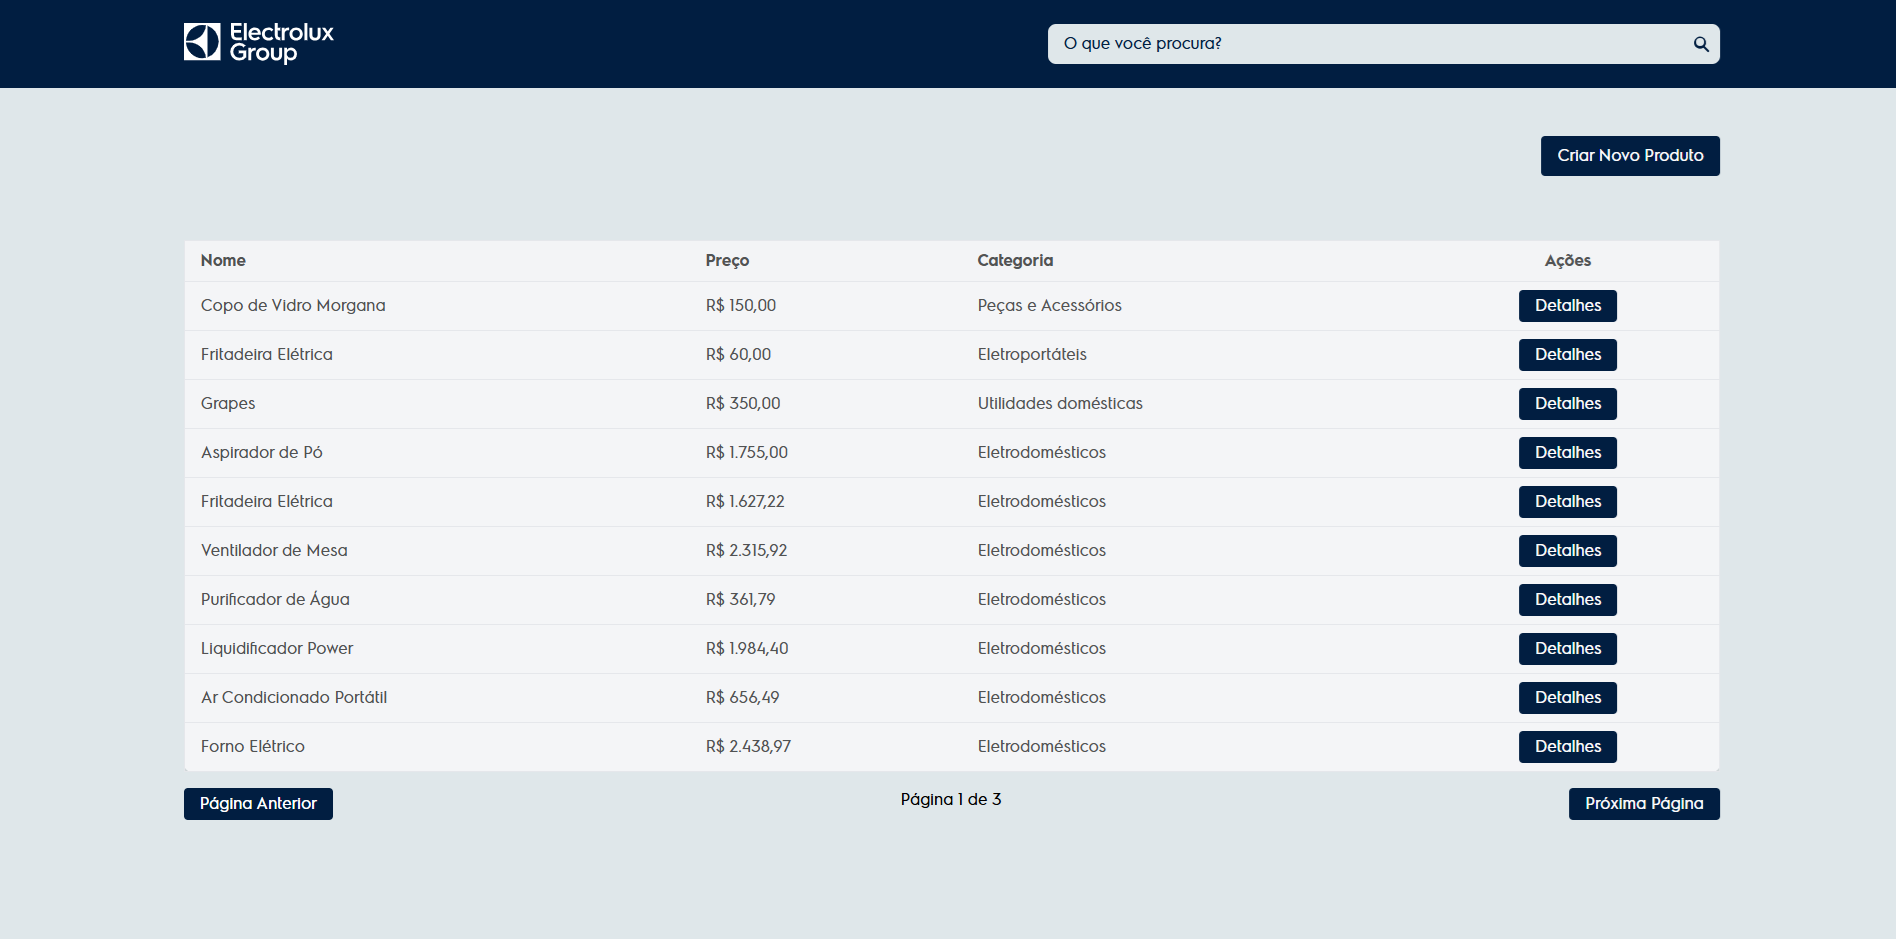 Electrolux
Group
O que você procura?
Criar Novo Produto
Nome Preço Categoria Ações
Copo de Vidro Morgana R$ 150,00 Peças e Acessórios Detalhes
Fritadeira Elétrica R$ 60,00 Eletroportáteis Detalhes
Grapes R$ 350,00 Utilidades domésticas Detalhes
Aspirador de Pó R$ 1.755,00 Eletrodomésticos Detalhes
Fritadeira Elétrica R$ 1.627,22 Eletrodomésticos Detalhes
Ventilador de Mesa R$ 2.315,92 Eletrodomésticos Detalhes
Purificador de Água R$ 361,79 Eletrodomésticos Detalhes
Liquidificador Power R$ 1.984,40 Eletrodomésticos Detalhes
Ar Condicionado Portátil R$ 656,49 Eletrodomésticos Detalhes
Forno Elétrico R$ 2.438,97 Eletrodomésticos Detalhes
Página Anterior Página 1 de 3 Próxima Página